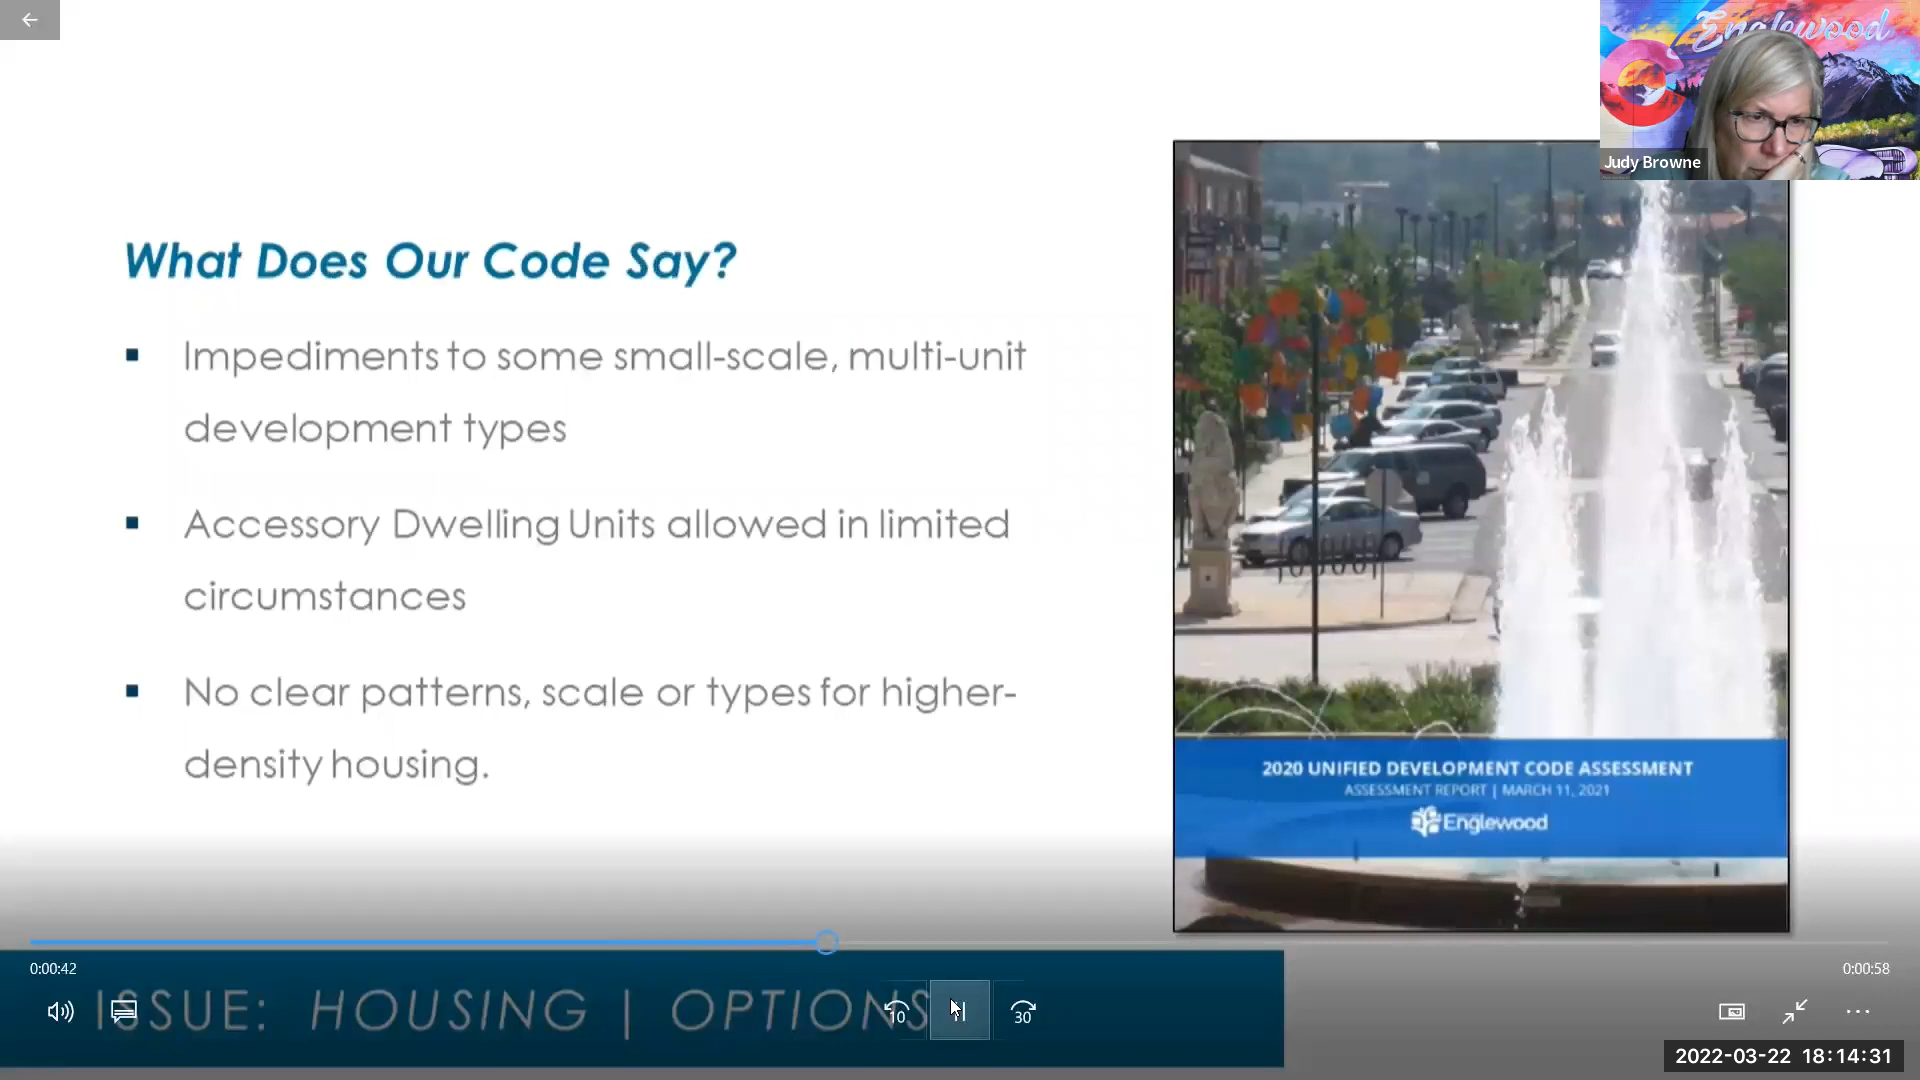 Englewood
Judy Browne
What Does Our Code Say?
Impediments to some small-scale, multi-unit
development types
Accessory Dwelling Units allowed in limited
circumstances
No clear patterns, scale or types for higher-
density housing.
2020 UNIFIED DEVELOPMENT CODE ASSESSMENT
ASSESSMENT REPORT | MARCH 11, 2021
Englewood
0:00:42
0:00:58
ISSUE: HOUSING | OPTIONS
10
30
2022-03-22 18:14:31